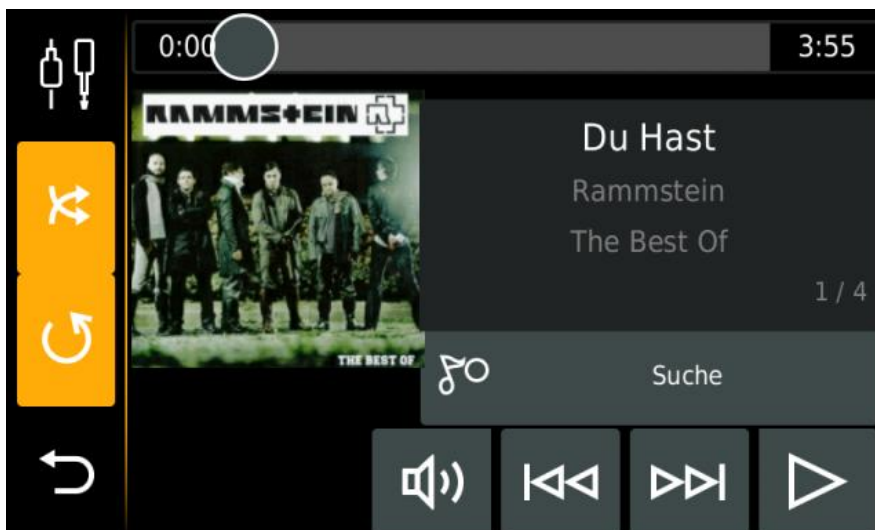 0:00
3:55
RAMMSTEIN
THE BEST OF
Du Hast
Rammstein
The Best Of
1 / 4
Suche